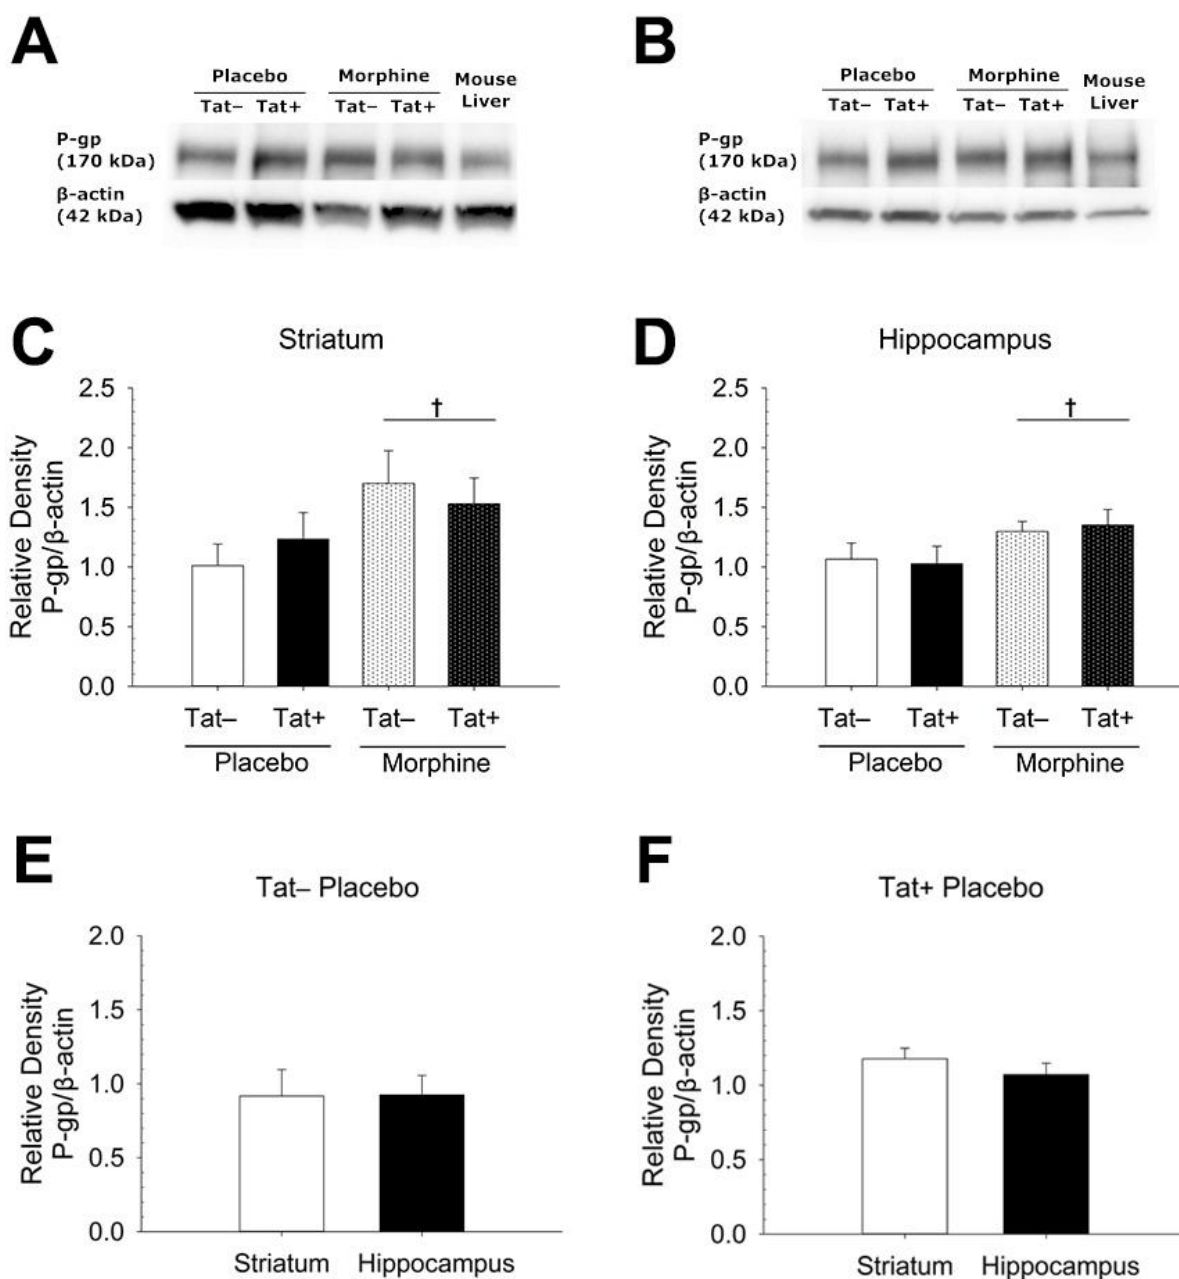 A
Placebo Morphine Mouse Liver
Tat– Tat+ Tat– Tat+
P-gp
(170 kDa)
β-actin
(42 kDa)
B
Placebo Morphine Mouse Liver
Tat– Tat+ Tat– Tat+
P-gp
(170 kDa)
β-actin
(42 kDa)
C
Striatum
Relative Density
P-gp/β-actin
2.5
2.0
1.5
1.0
0.5
0.0
†
Tat– Tat+ Tat– Tat+
Placebo Morphine
D
Hippocampus
Relative Density
P-gp/β-actin
2.5
2.0
1.5
1.0
0.5
0.0
†
Tat– Tat+ Tat– Tat+
Placebo Morphine
E
Tat– Placebo
Relative Density
P-gp/β-actin
2.0
1.5
1.0
0.5
0.0
Striatum Hippocampus
F
Tat+ Placebo
Relative Density
P-gp/β-actin
2.0
1.5
1.0
0.5
0.0
Striatum Hippocampus